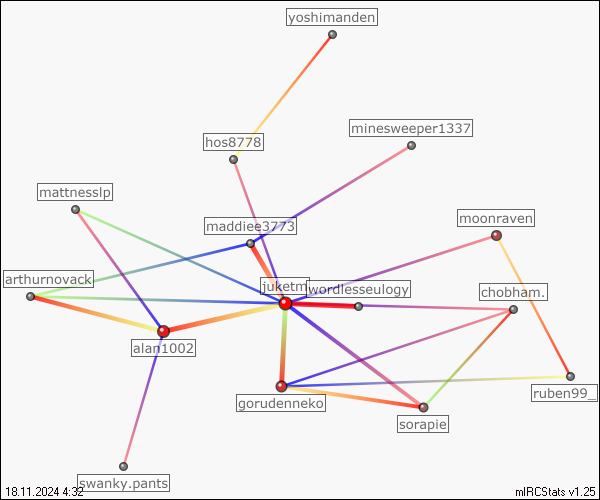 yoshimanden
minesweeper1337
hos8778
mattnesslp
maddiee3773
moonraven
arthurnovack
juketm
wordlesseulogy
chobham.
alan1002
gorudenneko
ruben99_
sorapie
swanky.pants
18.11.2024 4:32
mIRCStats v1.25